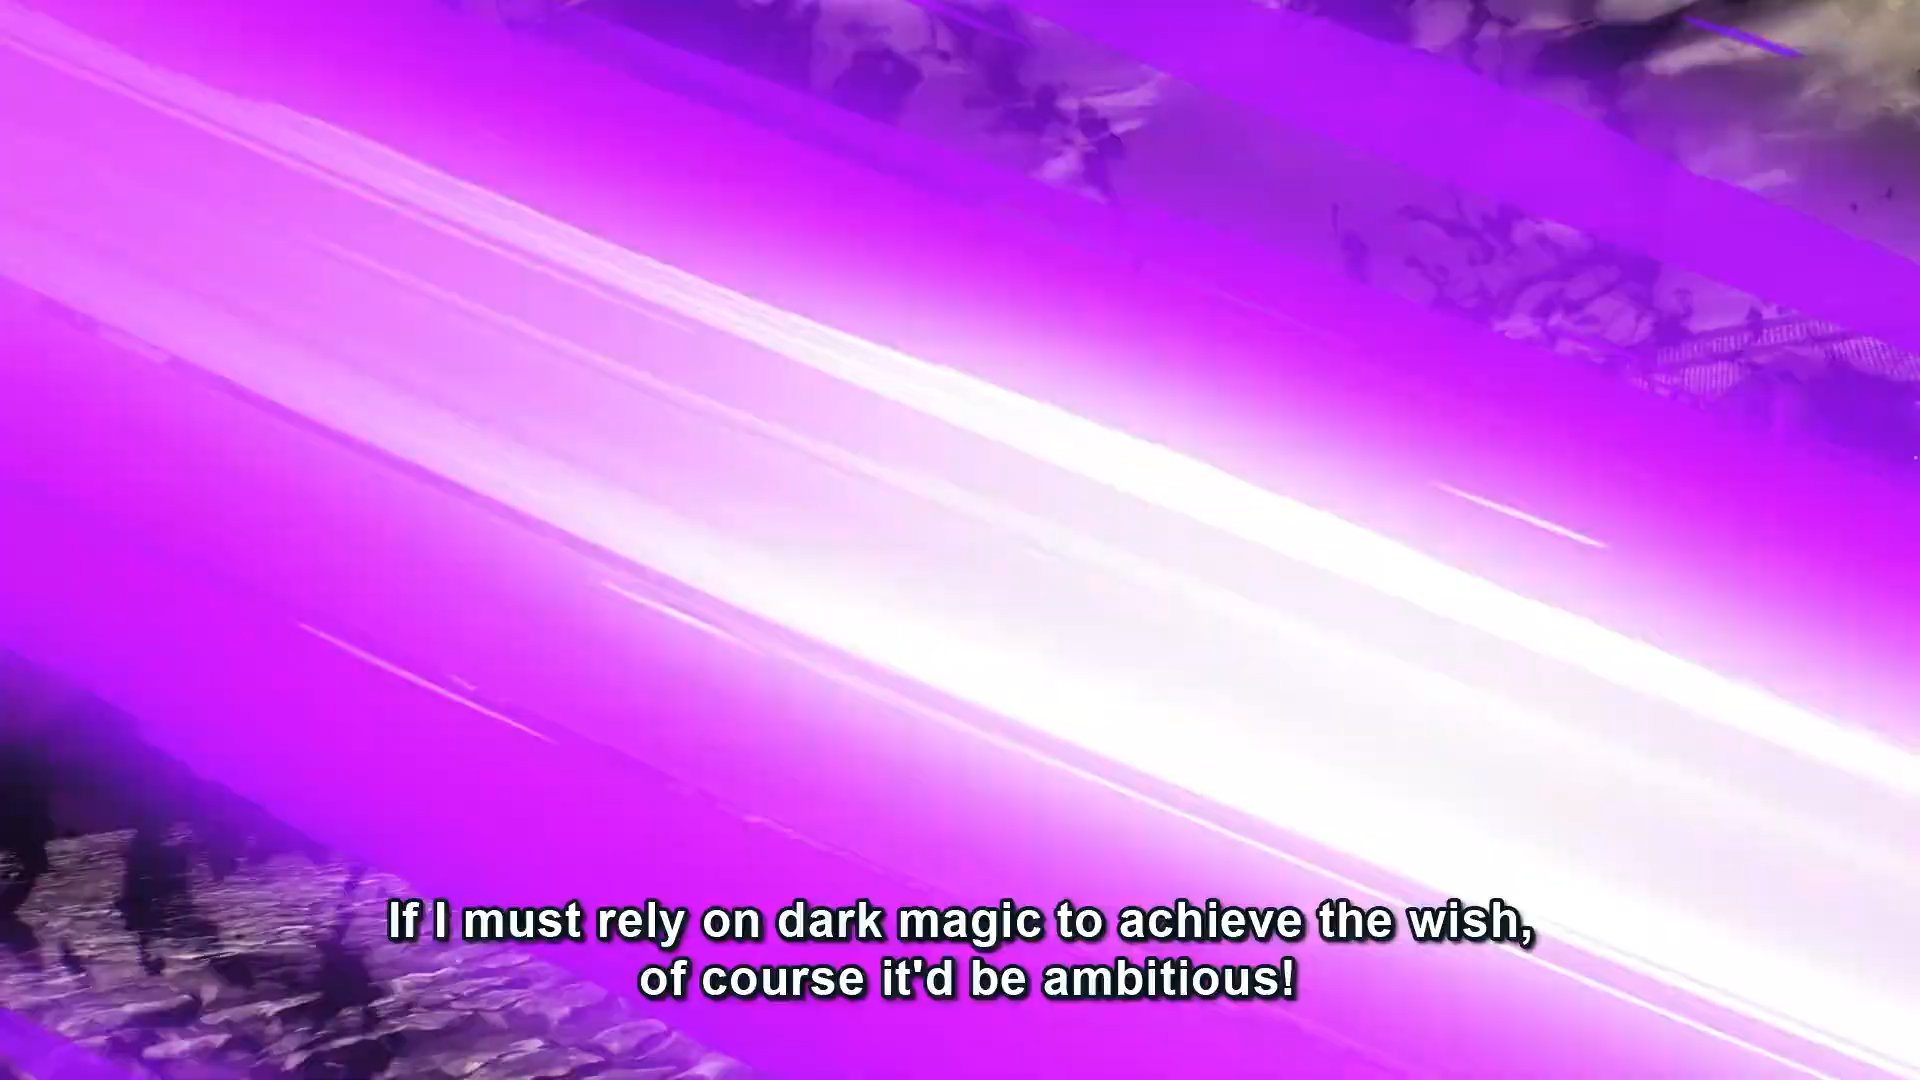 If I must rely on dark magic to achieve the wish,
of course it'd be ambitious!